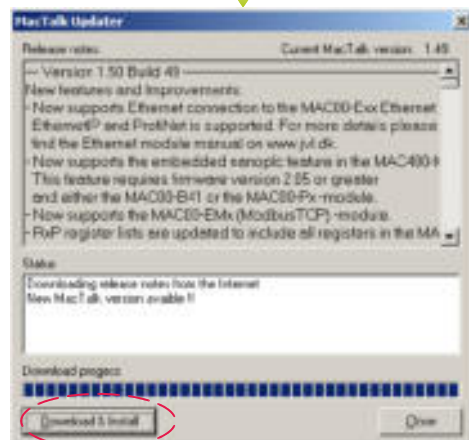 MacTalk Updater
Release notes: Current MacTalk version: 1.49
--- Version 1.50 Build 49 ---
New features and Improvements:
- Now supports Ethernet connection to the MAC00-Exx Ethernet
EthernetIP and ProfiNet is supported. For more details please
find the Ethernet module manual on www.jvl.dk.
- Now supports the embedded nanoplc feature in the MAC400-
This feature requires firmware version 2.05 or greater
and either the MAC00-B41 or the MAC00-Px -module.
- Now supports the MAC00-EMx (ModbusTCP) -module.
- RxP register lists are updated to include all registers in the MA
Status:
Downloading release notes from the Internet
New MacTalk version avaible !!
Download progess:
Download & Install
Close